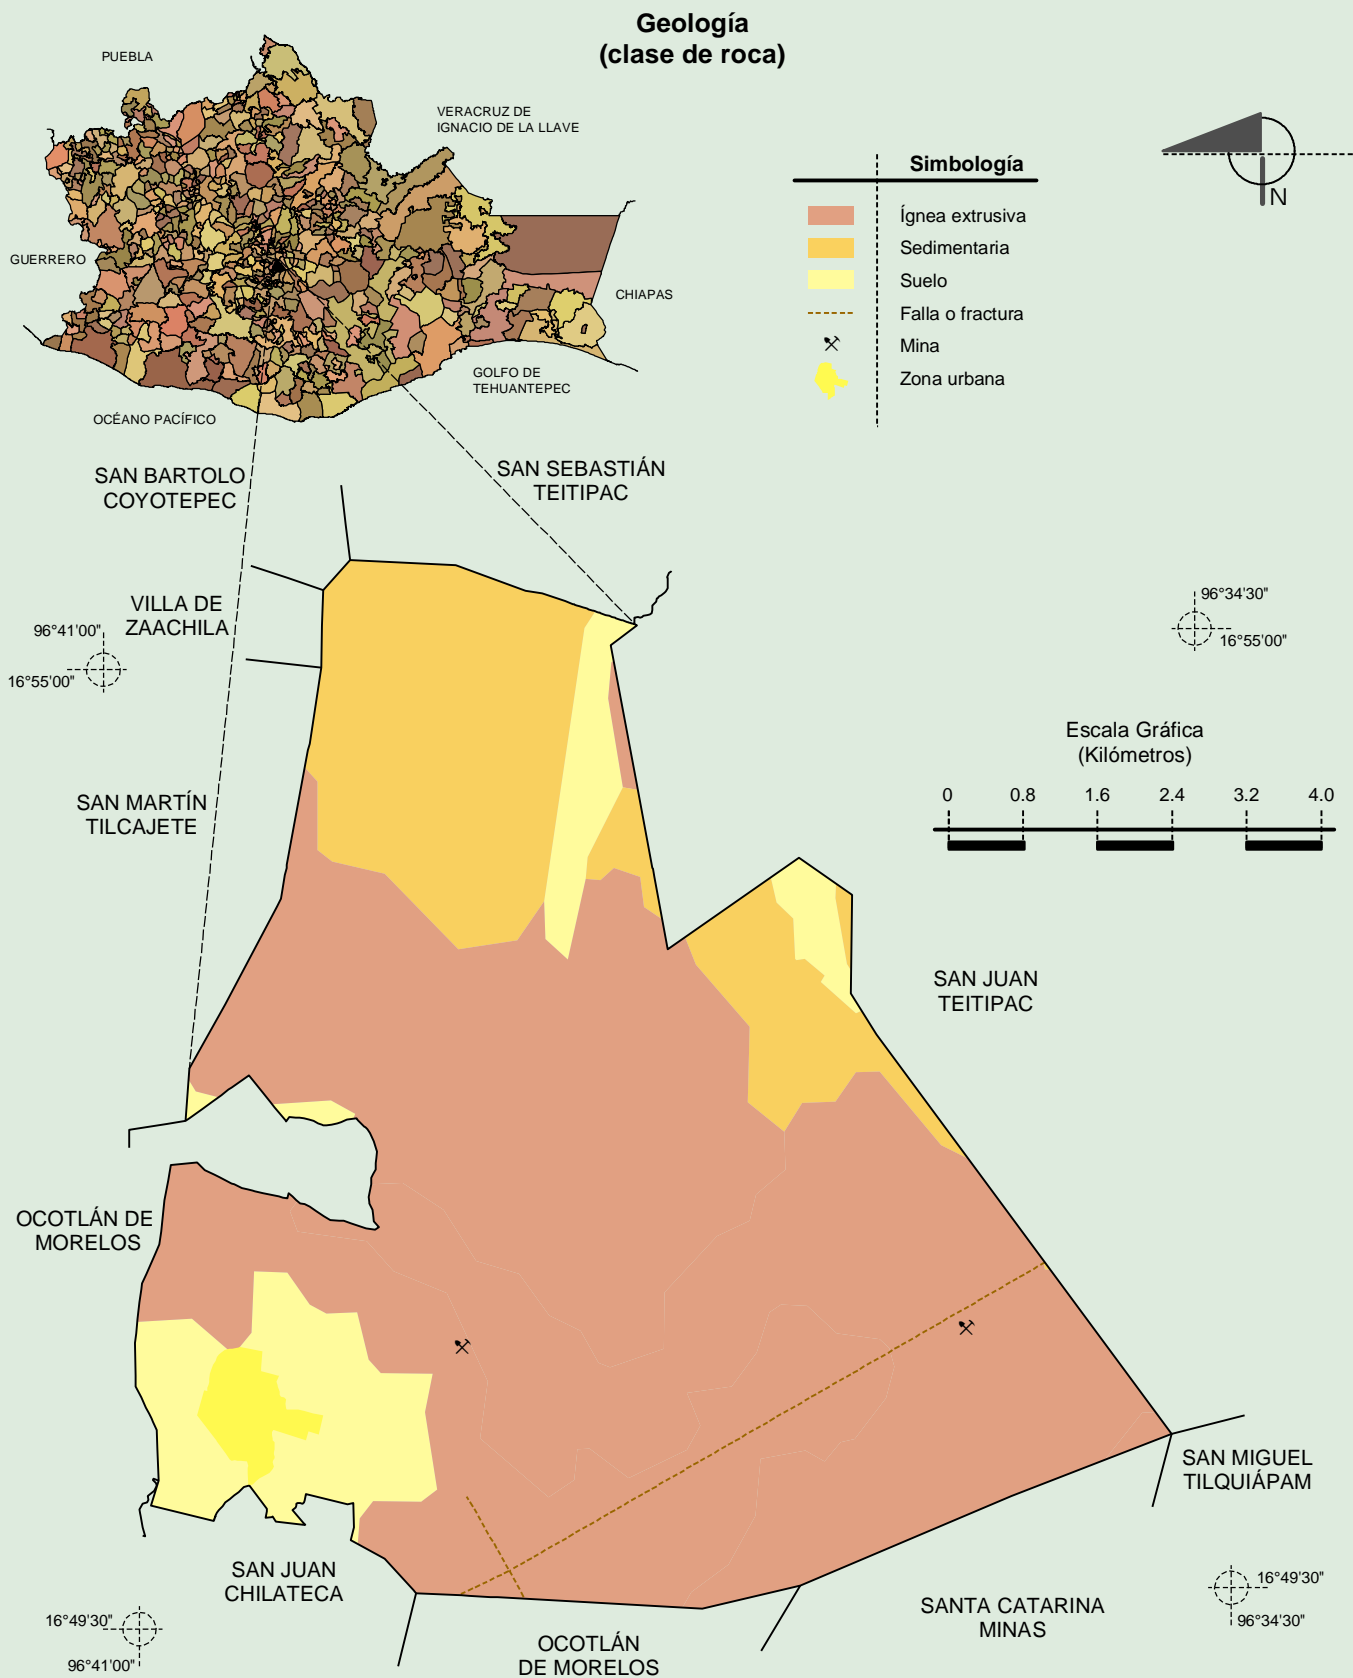 Geología
(clase de roca)
PUEBLA
VERACRUZ DE
IGNACIO DE LA LLAVE
GUERRERO
CHIAPAS
GOLFO DE
TEHUANTEPEC
OCÉANO PACÍFICO
Simbología
Ígnea extrusiva
Sedimentaria
Suelo
Falla o fractura
Mina
Zona urbana
N
SAN BARTOLO
COYOTEPEC
SAN SEBASTIÁN
TEITIPAC
VILLA DE
ZAACHILA
96°41'00"
16°55'00"
96°34'30"
16°55'00"
Escala Gráfica
(Kilómetros)
0 0.8 1.6 2.4 3.2 4.0
SAN MARTÍN
TILCAJETE
SAN JUAN
TEITIPAC
OCOTLÁN DE
MORELOS
SAN MIGUEL
TILQUIÁPAM
SAN JUAN
CHILATECA
SANTA CATARINA
MINAS
OCOTLÁN
DE MORELOS
16°49'30"
96°41'00"
16°49'30"
96°34'30"